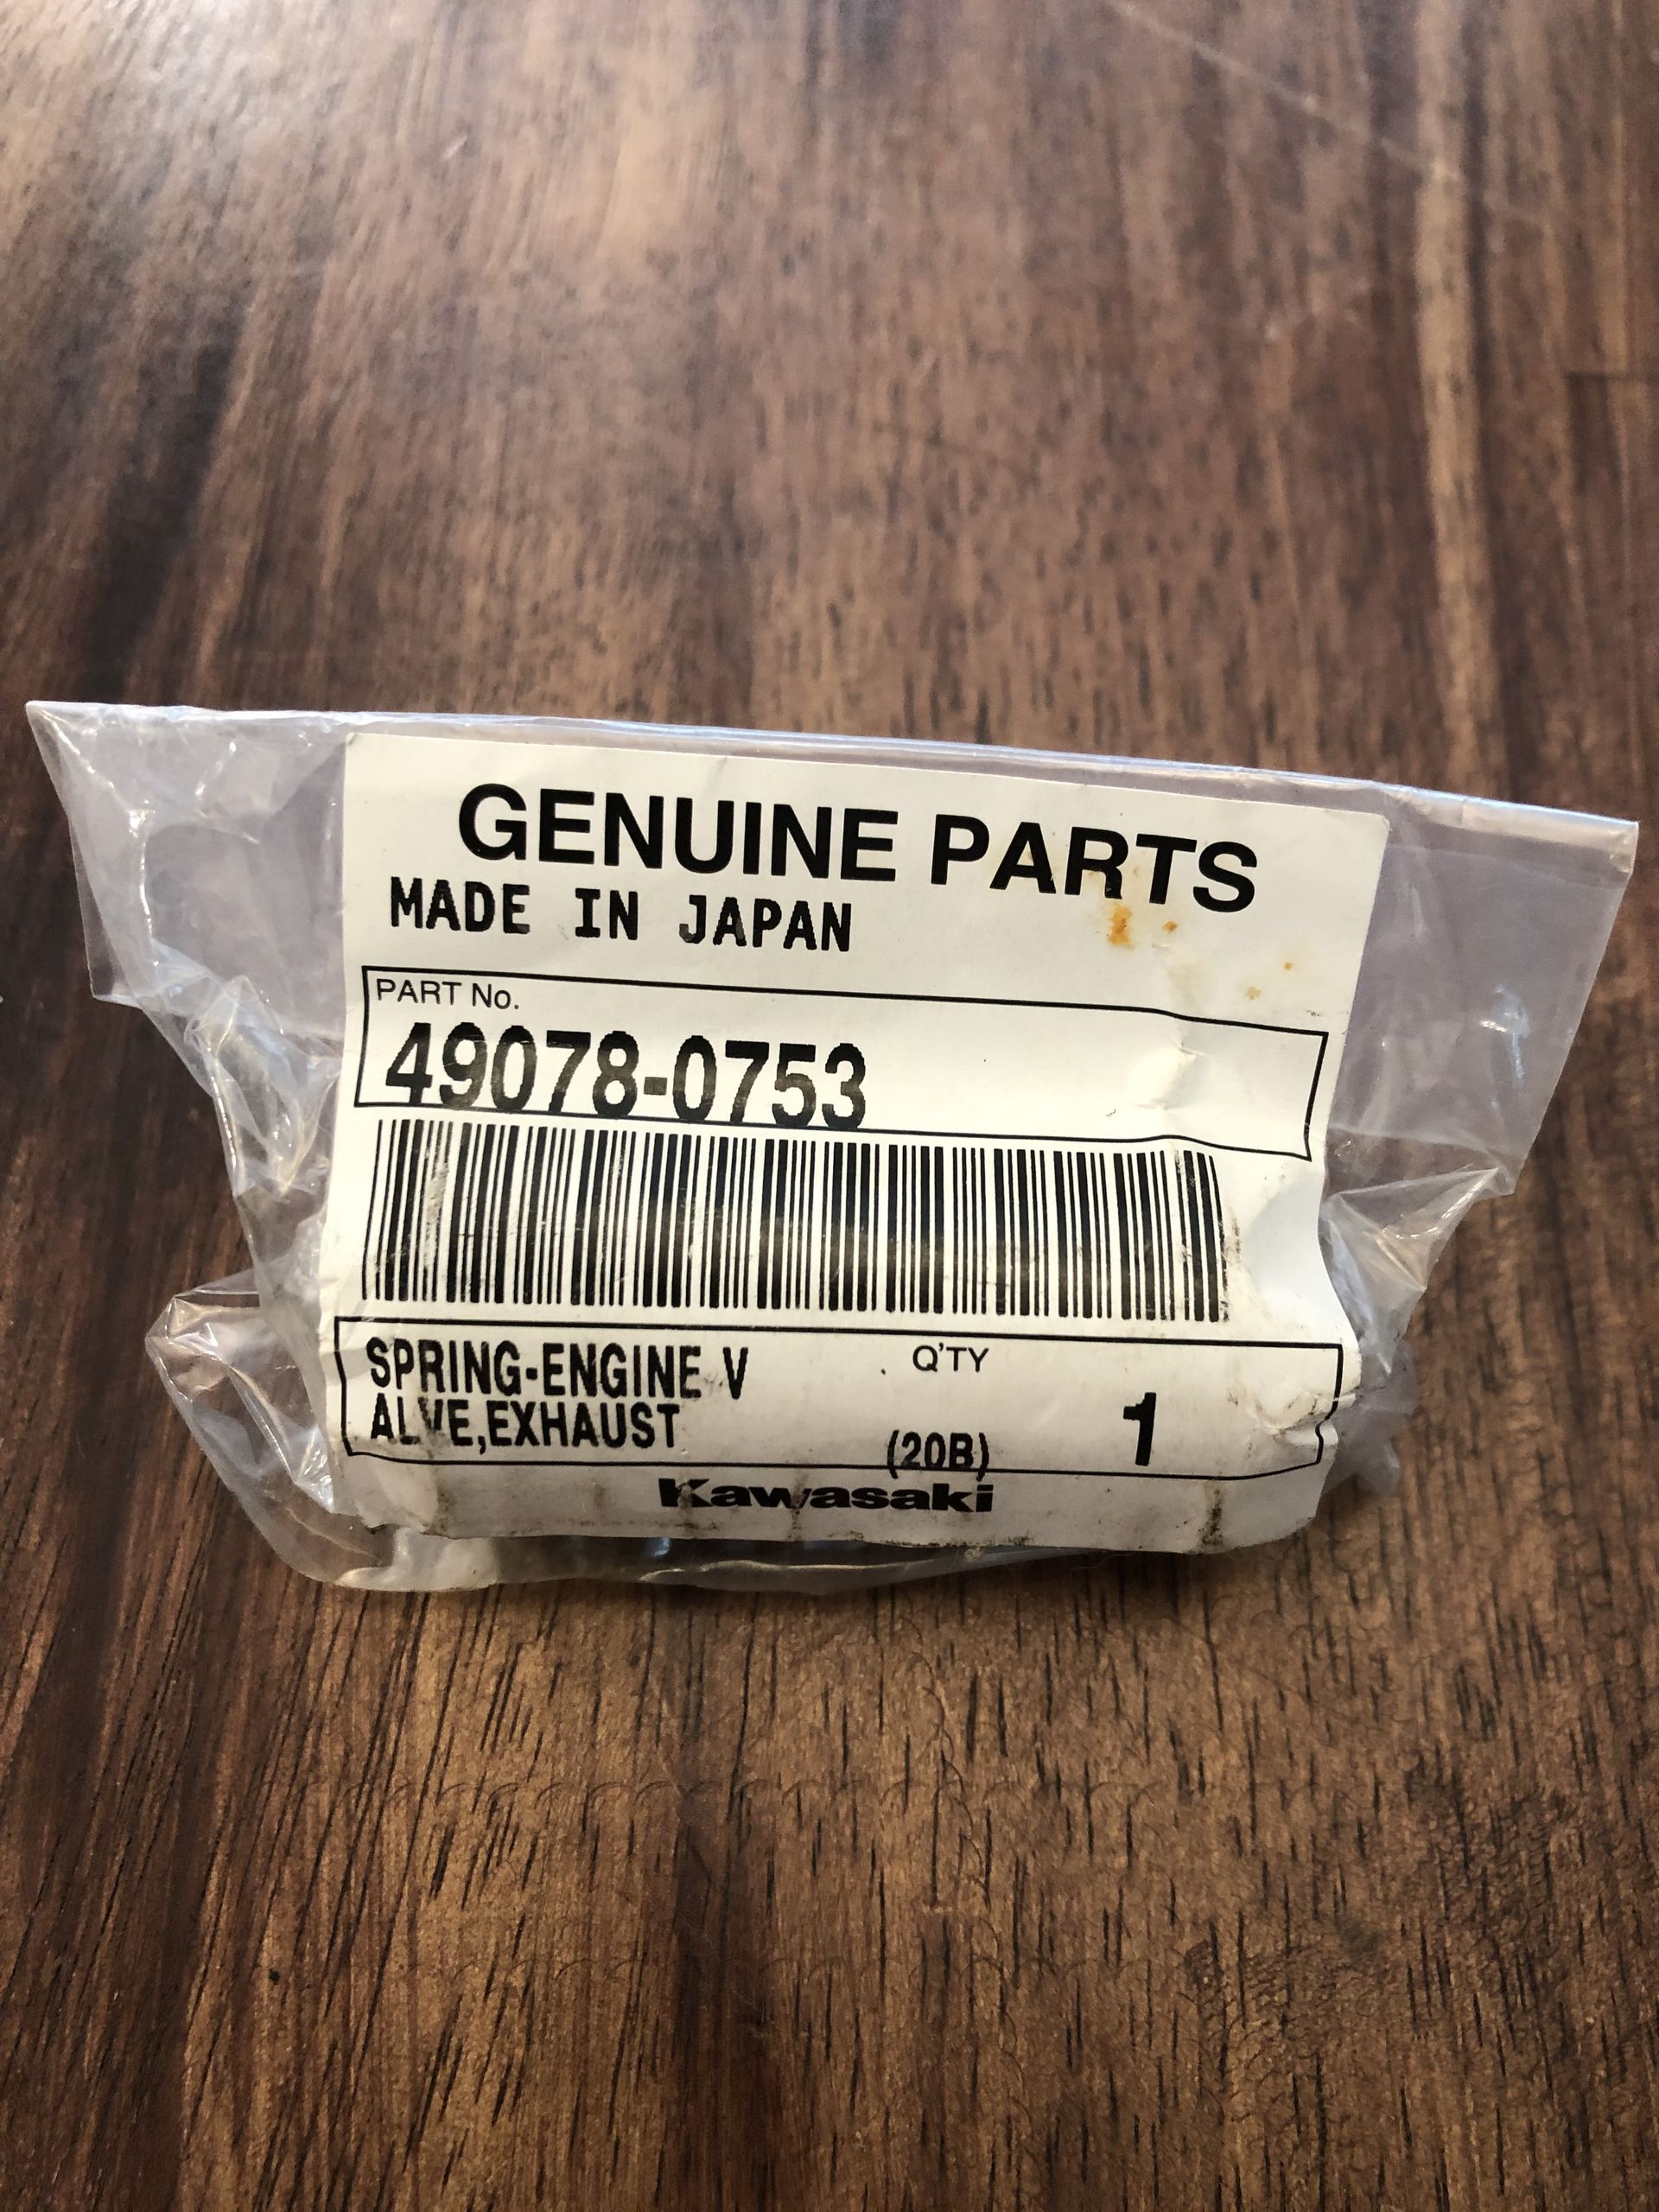 GENUINE PARTS
MADE IN JAPAN
PART No.
49078-0753
SPRING-ENGINE V
ALVE,EXHAUST
Q'TY
(20B)
1
Kawasaki